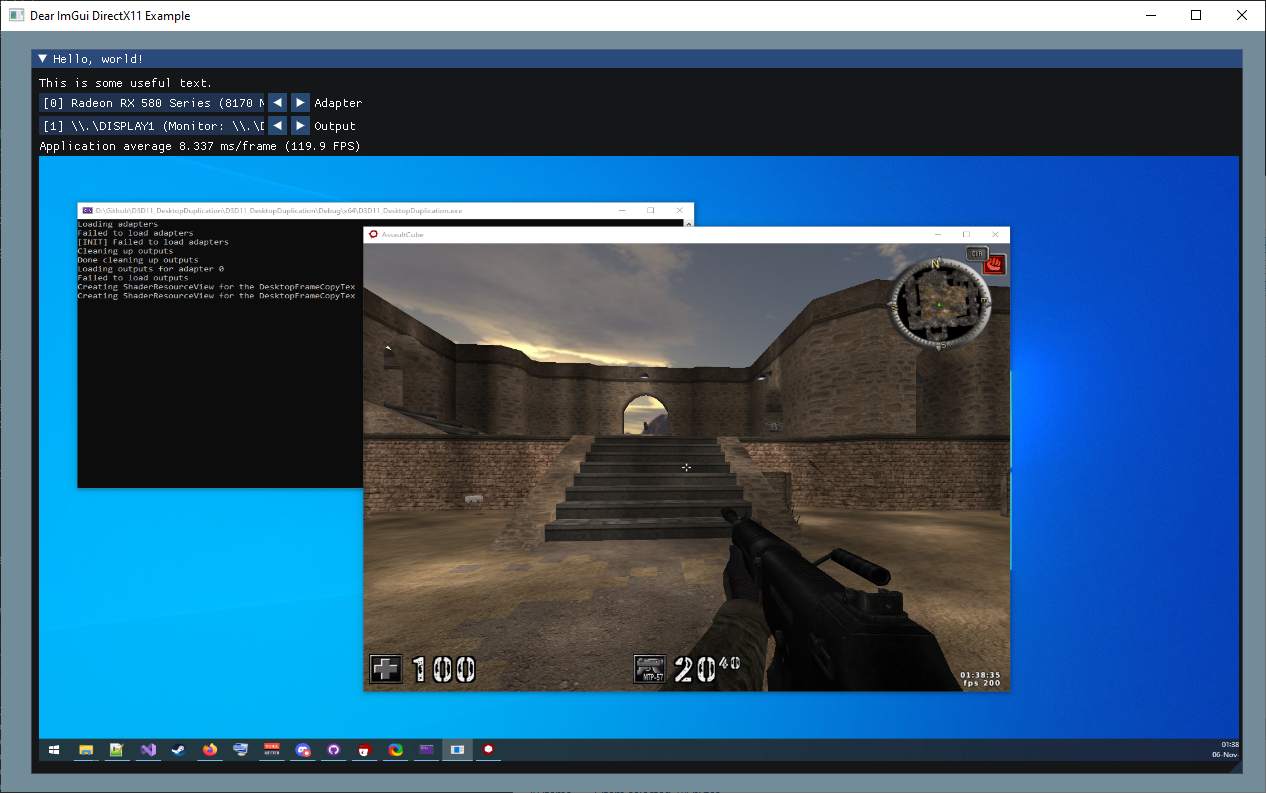 Dear ImGui DirectX11 Example
Hello, world!
This is some useful text.
[0] Radeon RX 580 Series (8170 M
Adapter
[1] \\.\DISPLAY1 (Monitor: \\.\D
Output
Application average 8.337 ms/frame (119.9 FPS)
D:\Github\D3D11_DesktopDuplication\D3D11_DesktopDuplication\Debug\x64\D3D11_DesktopDuplication.exe
Loading adapters
Failed to load adapters
[INIT] Failed to load adapters
Cleaning up outputs
Done cleaning up outputs
Loading outputs for adapter 0
Failed to load outputs
Creating ShaderResourceView for the DesktopFrameCopyTex
Creating ShaderResourceView for the DesktopFrameCopyTex
AssaultCube
N
S
100
MTP-57
20 40
01:38:35
fps 200
01:38
06-Nov-